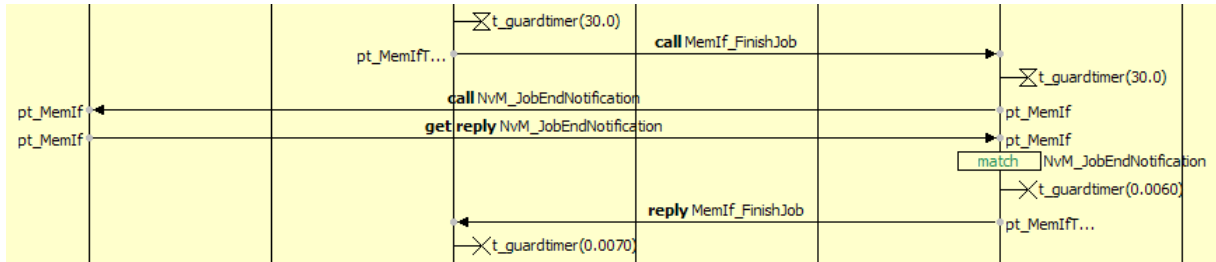 t_guardtimer(30.0)
call MemIf_FinishJob
pt_MemIfT...
t_guardtimer(30.0)
call NvM_JobEndNotification
pt_MemIf pt_MemIf
get reply NvM_JobEndNotification
pt_MemIf pt_MemIf
match NvM_JobEndNotification
t_guardtimer(0.0060)
reply MemIf_FinishJob
pt_MemIfT...
t_guardtimer(0.0070)